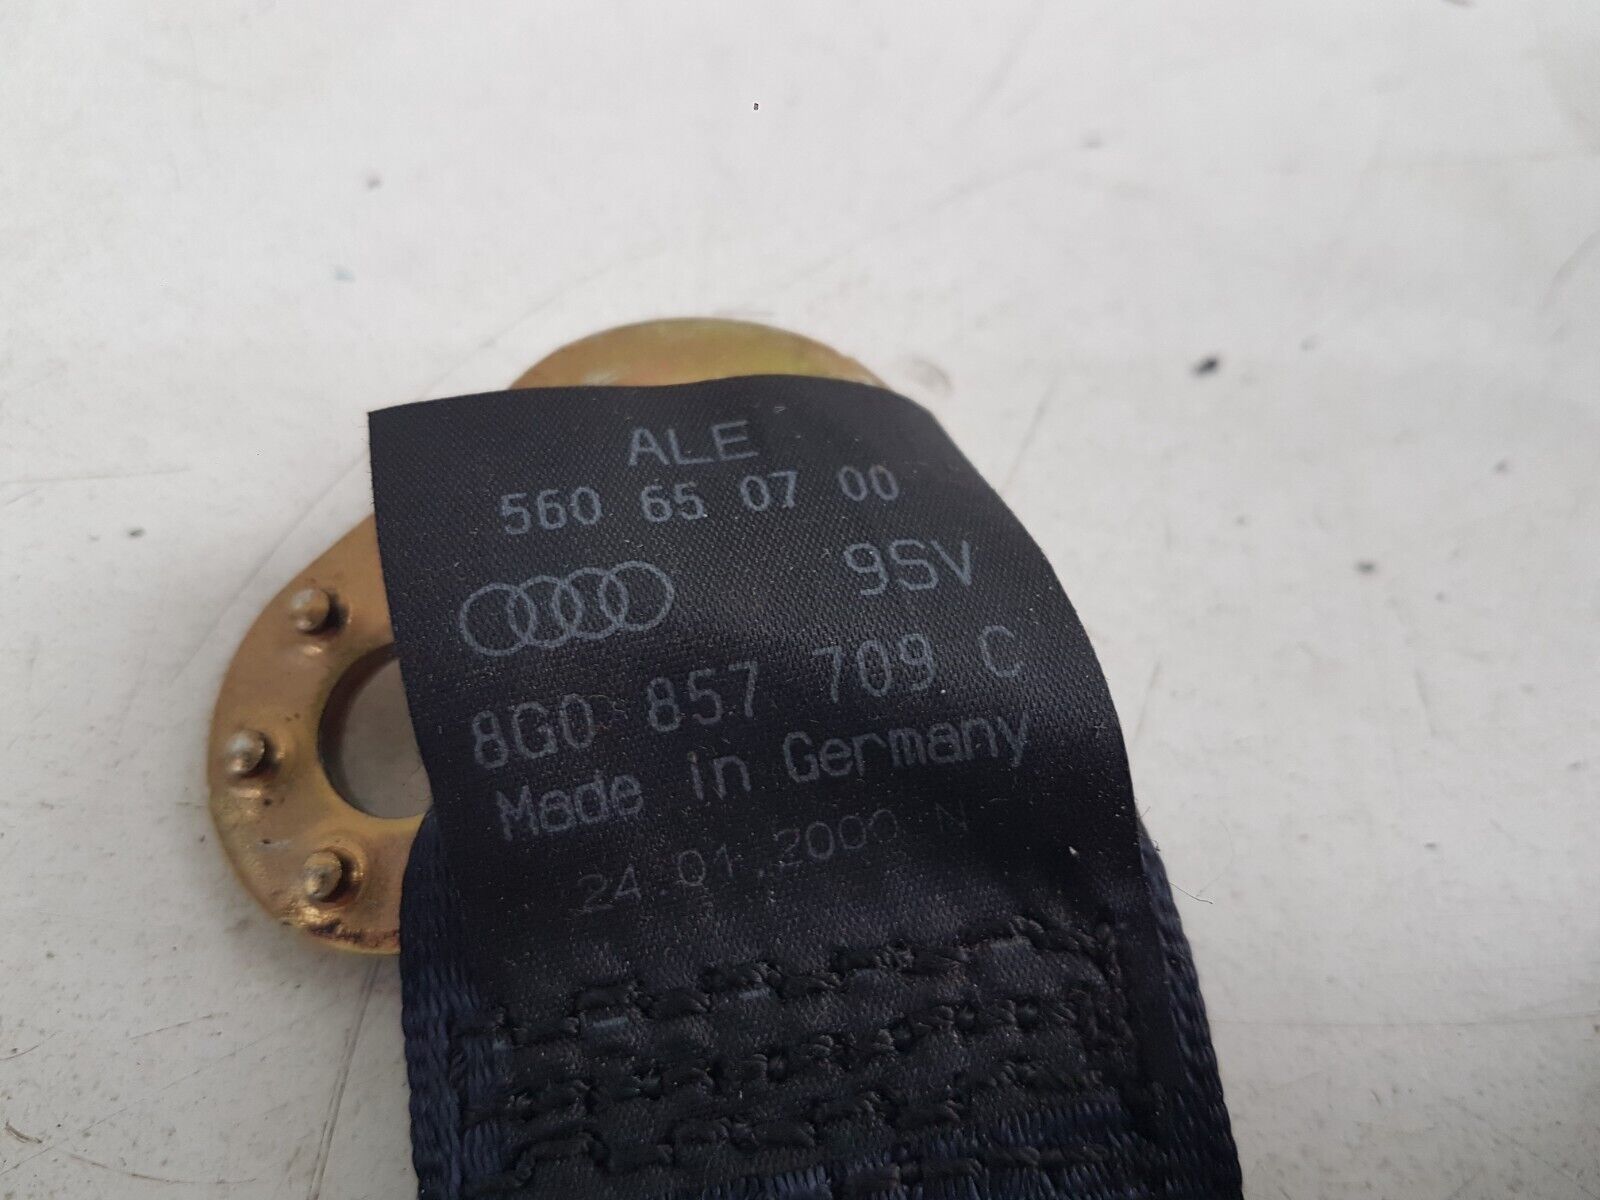 ALE
560 65 07 00
9SV
8G0 857 709 C
Made in Germany
24.01.2000 N